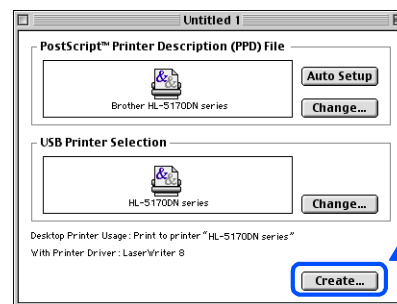 Untitled 1
PostScript™ Printer Description (PPD) File
Brother HL-5170DN series
Auto Setup
Change...
USB Printer Selection
HL-5170DN series
Change...
Desktop Printer Usage: Print to printer "HL-5170DN series"
With Printer Driver: LaserWriter 8
Create...